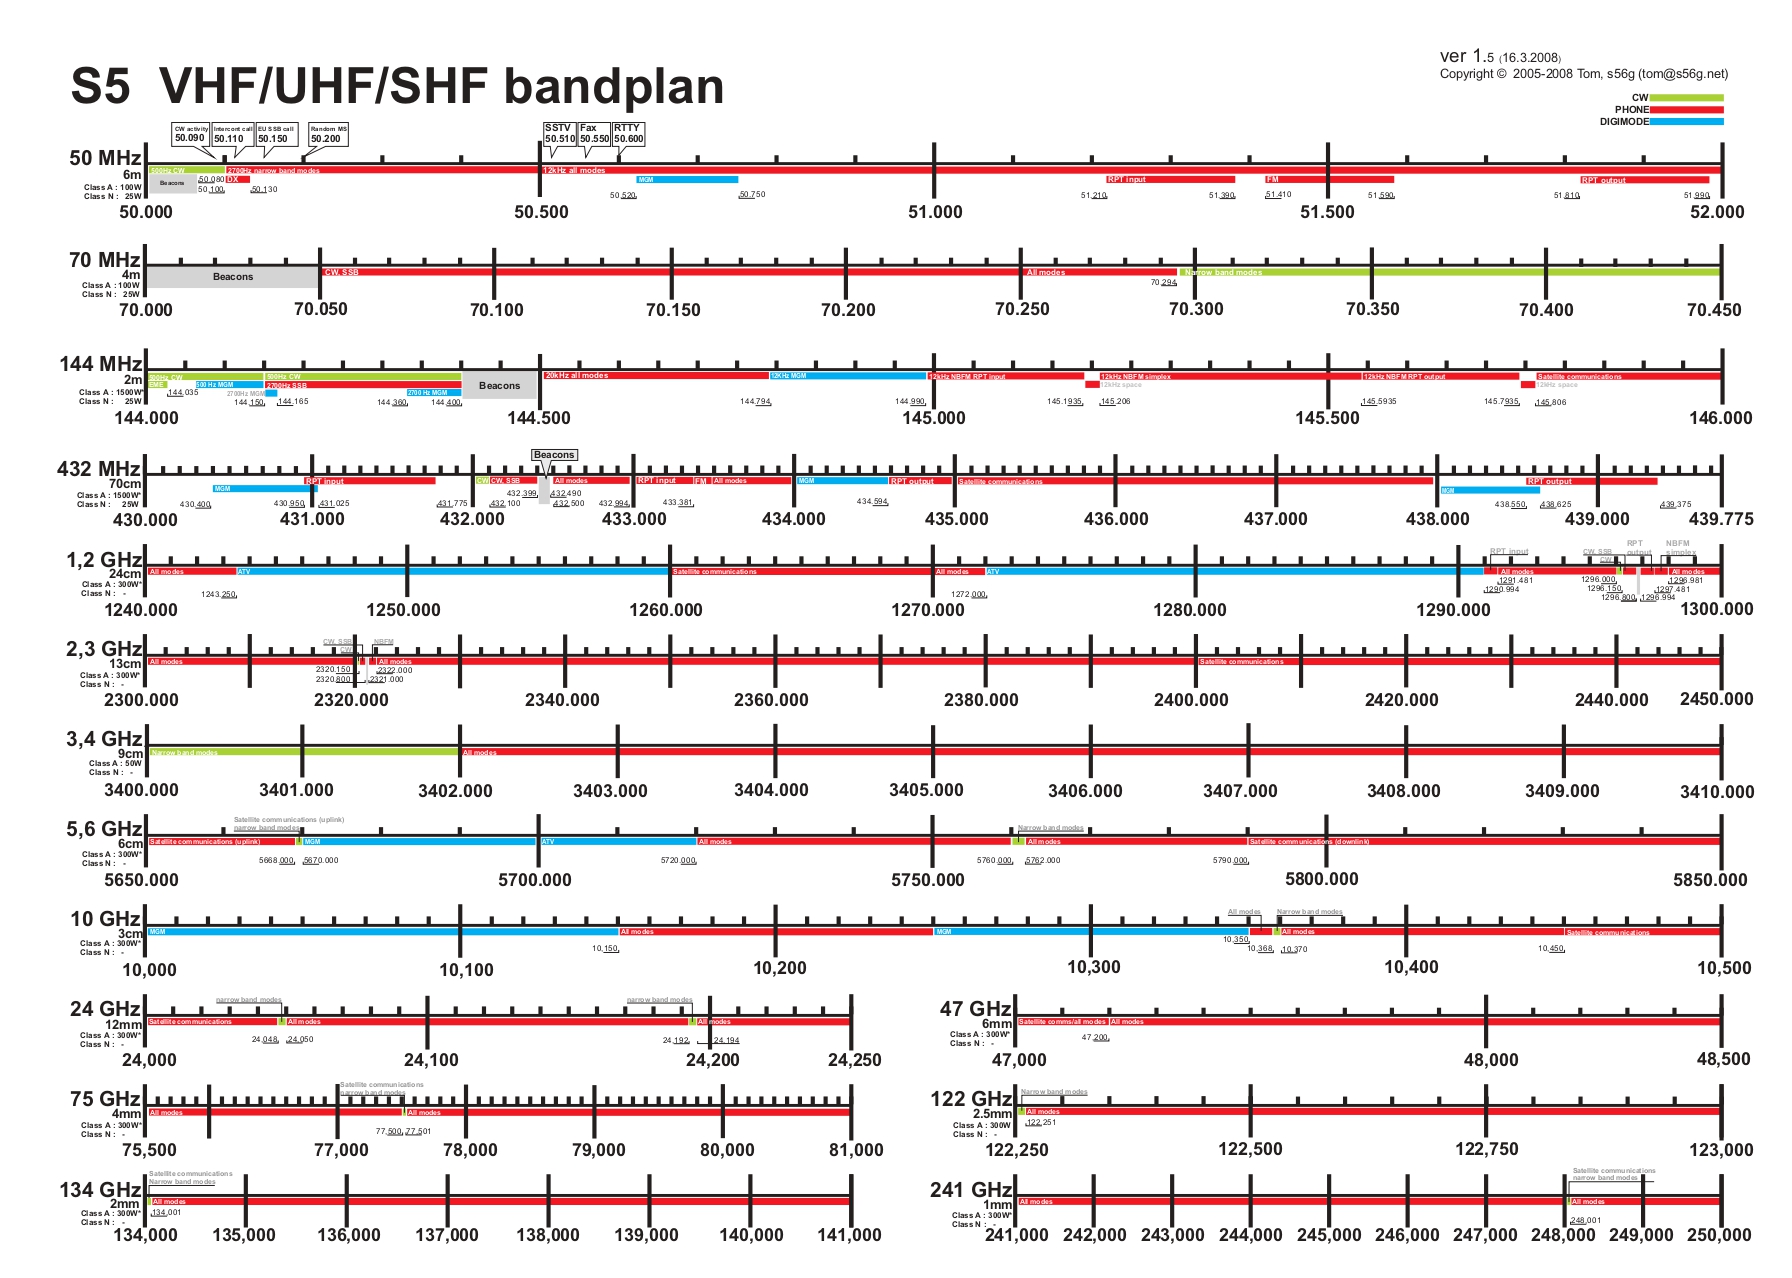 S5 VHF/UHF/SHF bandplan
ver 1.5 (16.3.2008)
Copyright © 2005-2008 Tom, s56g (tom@s56g.net)
CW
PHONE
DIGIMODE
CW activity 50.090
Intercont call 50.110
EU SSB call 50.150
Random MS 50.200
SSTV 50.510
Fax 50.550
RTTY 50.600
50 MHz
6m
Class A : 100W
Class N : 25W
500Hz CW 2700Hz narrow band modes 12kHz all modes
Beacons DX MGM RPT input FM RPT output
50.080 50.100 50.130 50.520 50.750 51.210 51.390 51.410 51.590 51.810 51.990
50.000 50.500 51.000 51.500 52.000
70 MHz
4m
Class A : 100W
Class N : 25W
Beacons CW, SSB All modes Narrow band modes
70.294
70.000 70.050 70.100 70.150 70.200 70.250 70.300 70.350 70.400 70.450
144 MHz
2m
Class A : 1500W*
Class N : 25W
500Hz CW 500Hz CW 20kHz all modes 12KHz MGM 12kHz NBFM RPT input 12kHz NBFM simplex 12kHz NBFM RPT output Satellite communications
EME 500 Hz MGM 2700Hz SSB Beacons 12kHz space 12kHz space
144.035 2700Hz MGM 2700 Hz MGM
144.150 144.165 144.360 144.400 144.794 144.990 145.1935 145.206 145.5935 145.7935 145.806
144.000 144.500 145.000 145.500 146.000
432 MHz
70cm
Class A : 1500W*
Class N : 25W
Beacons
RPT input CW CW, SSB All modes RPT input FM All modes MGM RPT output Satellite communications RPT output
MGM MGM
432.399 432.490
430.400 430.950 431.025 431.775 432.100 432.500 432.994 433.381 434.594 438.550 438.625 439.375
430.000 431.000 432.000 433.000 434.000 435.000 436.000 437.000 438.000 439.000 439.775
1,2 GHz
24cm
Class A : 300W*
Class N : -
RPT input CW, SSB CW RPT output NBFM simplex
All modes ATV Satellite communications All modes ATV All modes All modes
1243.250 1272.000 1291.481 1290.994 1296.000 1296.150 1296.800 1296.981 1297.481 1296.994
1240.000 1250.000 1260.000 1270.000 1280.000 1290.000 1300.000
2,3 GHz
13cm
Class A : 300W*
Class N : -
CW, SSB CW NBFM
All modes All modes Satellite communications
2320.150 2322.000
2320.800 2321.000
2300.000 2320.000 2340.000 2360.000 2380.000 2400.000 2420.000 2440.000 2450.000
3,4 GHz
9cm
Class A : 50W
Class N : -
Narrow band modes All modes
3400.000 3401.000 3402.000 3403.000 3404.000 3405.000 3406.000 3407.000 3408.000 3409.000 3410.000
5,6 GHz
6cm
Class A : 300W*
Class N : -
Satellite communications (uplink)
narrow band modes Narrow band modes
Satellite communications (uplink) MGM ATV All modes All modes Satellite communications (downlink)
5668.000 5670.000 5720.000 5760.000 5762.000 5790.000
5650.000 5700.000 5750.000 5800.000 5850.000
10 GHz
3cm
Class A : 300W*
Class N : -
All modes Narrow band modes
MGM All modes MGM All modes Satellite communications
10,150 10,350 10,368 10,370 10,450
10,000 10,100 10,200 10,300 10,400 10,500
24 GHz
12mm
Class A : 300W*
Class N : -
narrow band modes narrow band modes
Satellite communications All modes All modes
24,048 24,050 24,192 24,194
24,000 24,100 24,200 24,250
47 GHz
6mm
Class A : 300W*
Class N : -
Satellite comms/all modes All modes
47,200
47,000 48,000 48,500
75 GHz
4mm
Class A : 300W*
Class N : -
Satellite communications
narrow band modes
All modes All modes
77,500 77,501
75,500 77,000 78,000 79,000 80,000 81,000
122 GHz
2.5mm
Class A : 300W
Class N : -
Narrow band modes
All modes
122,251
122,250 122,500 122,750 123,000
134 GHz
2mm
Class A : 300W*
Class N : -
Satellite communications
Narrow band modes
All modes
134,001
134,000 135,000 136,000 137,000 138,000 139,000 140,000 141,000
241 GHz
1mm
Class A : 300W*
Class N : -
Satellite communications
narrow band modes
All modes All modes
248,001
241,000 242,000 243,000 244,000 245,000 246,000 247,000 248,000 249,000 250,000